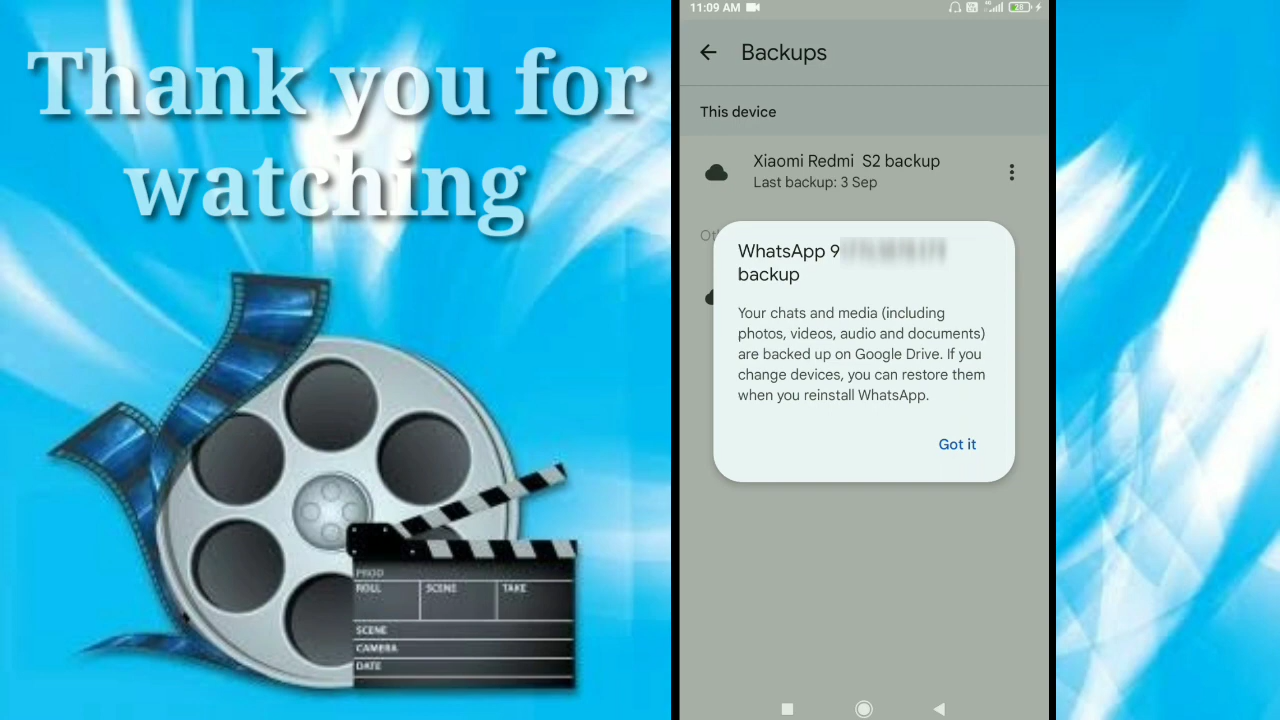 Thank you for
watching
PROD
ROLL SCENE TAKE
SCENE
CAMERA
DATE
11:09 AM
28
Backups
This device
Xiaomi Redmi S2 backup
Last backup: 3 Sep
Ot
WhatsApp 9
backup
Your chats and media (including
photos, videos, audio and documents)
are backed up on Google Drive. If you
change devices, you can restore them
when you reinstall WhatsApp.
Got it